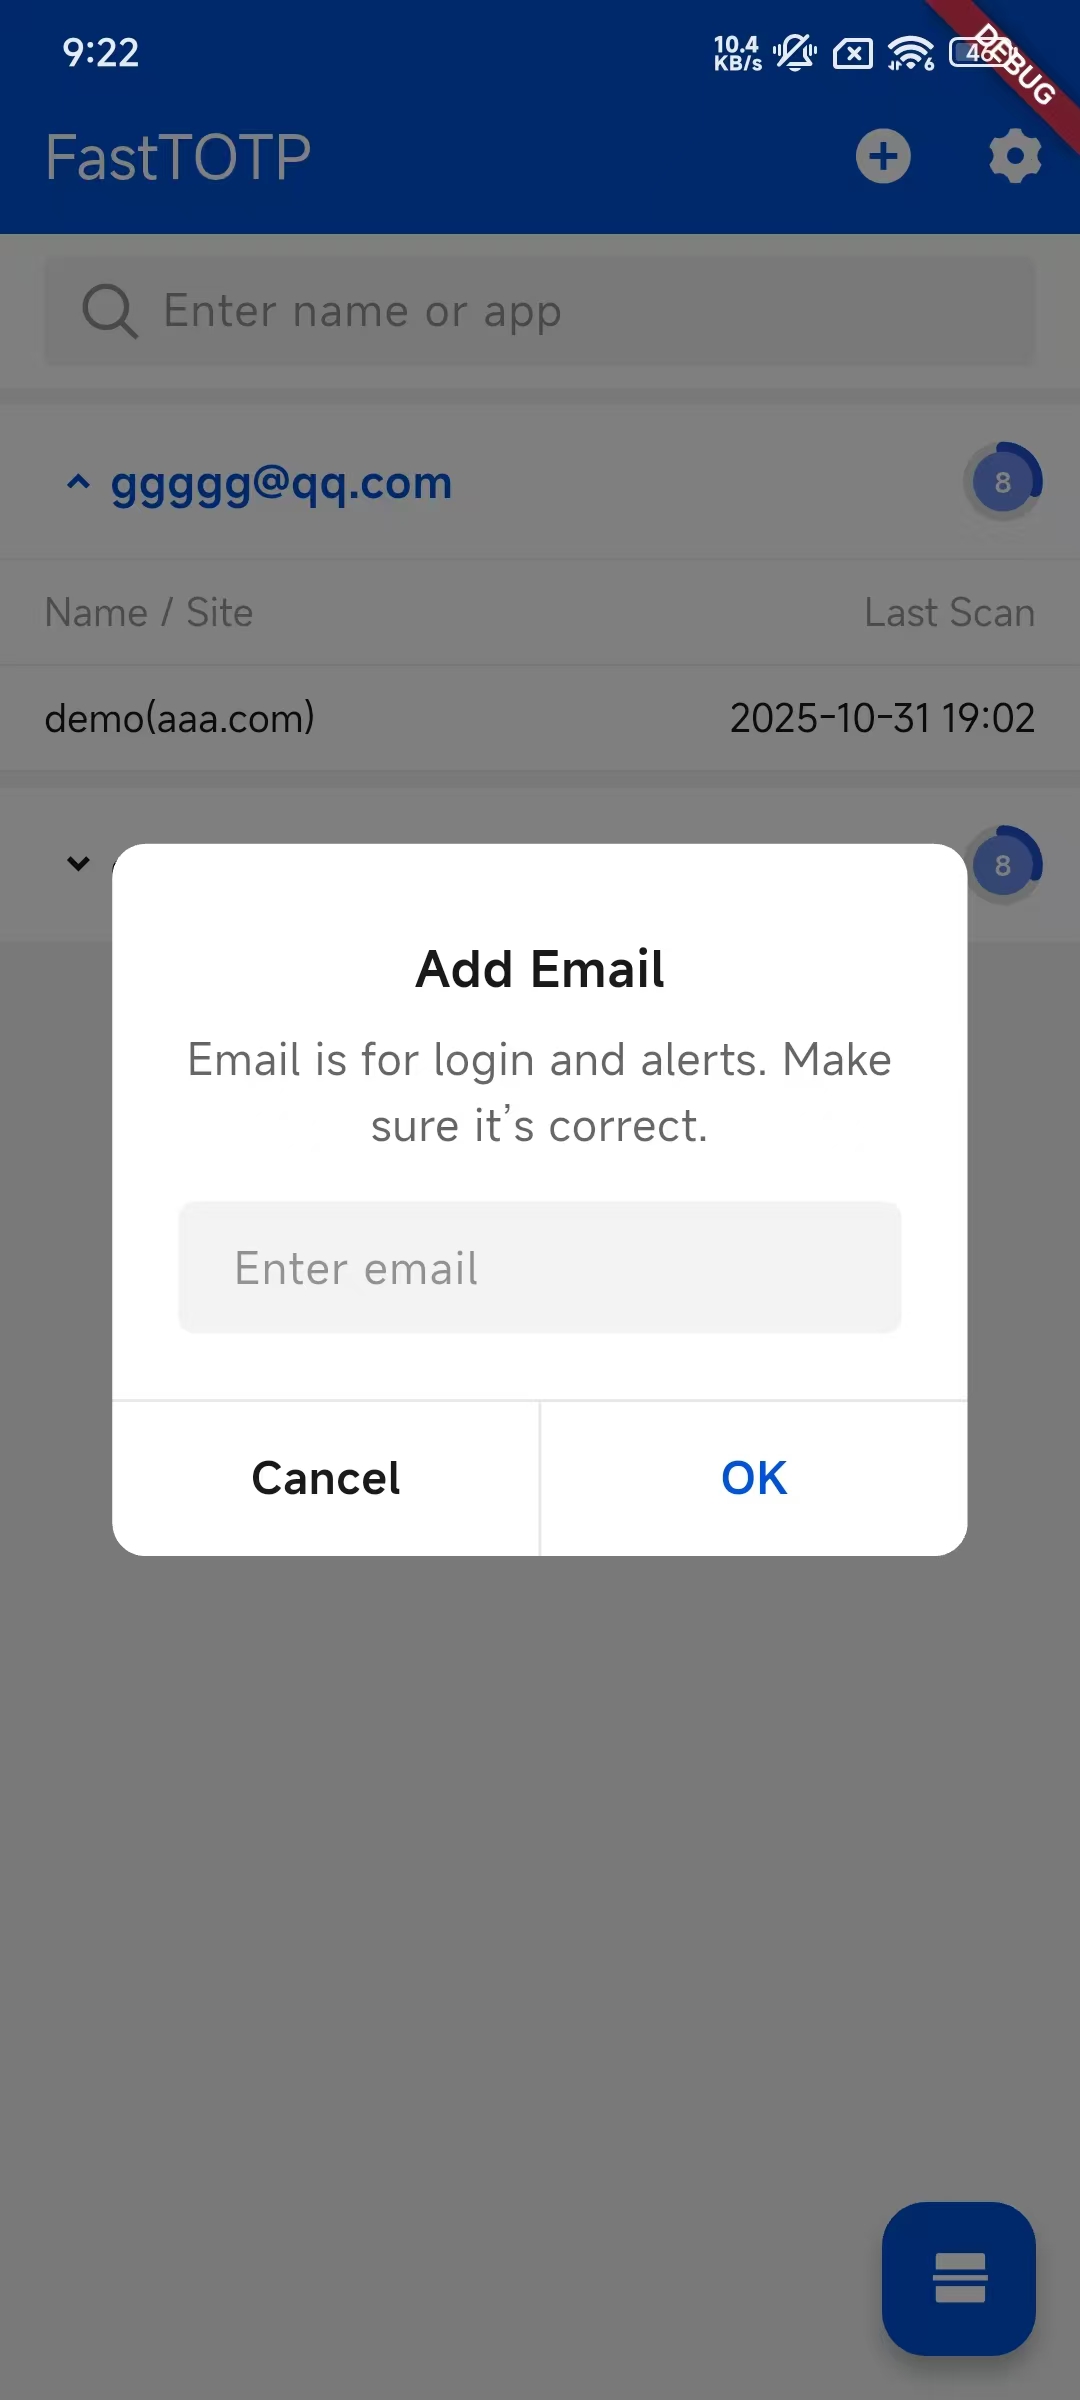 9:22
10.4
KB/s
6
46
DEBUG
FastTOTP
Enter name or app
ggggg@qq.com
8
Name / Site
Last Scan
demo(aaa.com)
2025-10-31 19:02
8
Add Email
Email is for login and alerts. Make
sure it’s correct.
Enter email
Cancel
OK